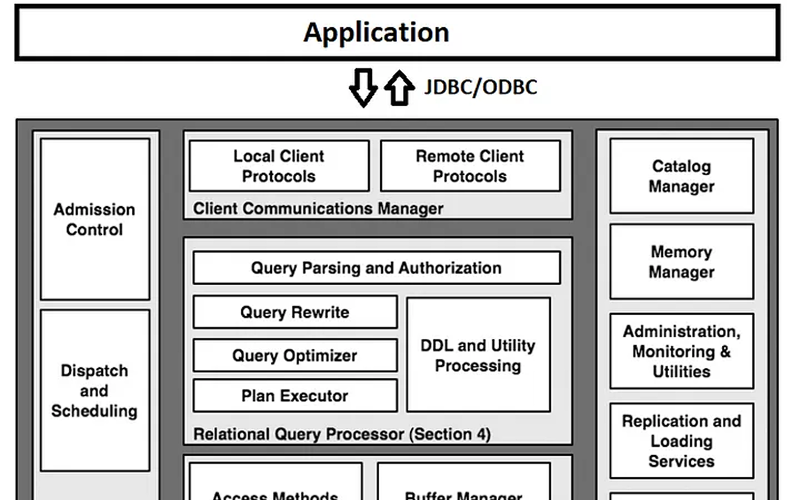 Application
JDBC/ODBC
Admission
Control
Dispatch
and
Scheduling
Local Client
Protocols
Remote Client
Protocols
Client Communications Manager
Query Parsing and Authorization
Query Rewrite
Query Optimizer
Plan Executor
DDL and Utility
Processing
Relational Query Processor (Section 4)
Access Methods
Buffer Manager
Catalog
Manager
Memory
Manager
Administration,
Monitoring &
Utilities
Replication and
Loading
Services